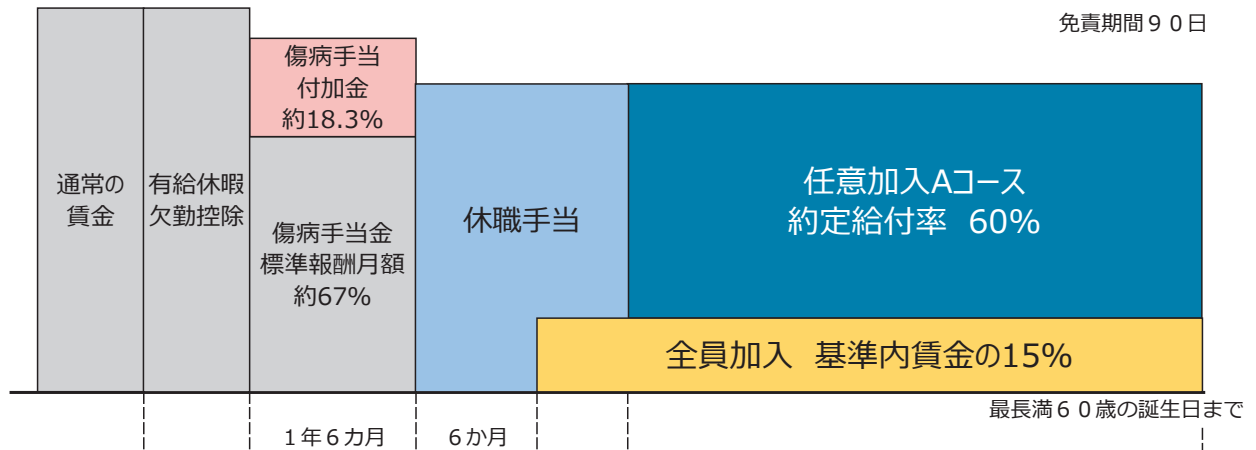 免責期間９０日
通常の
賃金
有給休暇
欠勤控除
傷病手当
付加金
約18.3%
傷病手当金
標準報酬月額
約67%
休職手当
任意加入Aコース
約定給付率 60%
全員加入 基準内賃金の15%
最長満６０歳の誕生日まで
１年６カ月
６か月